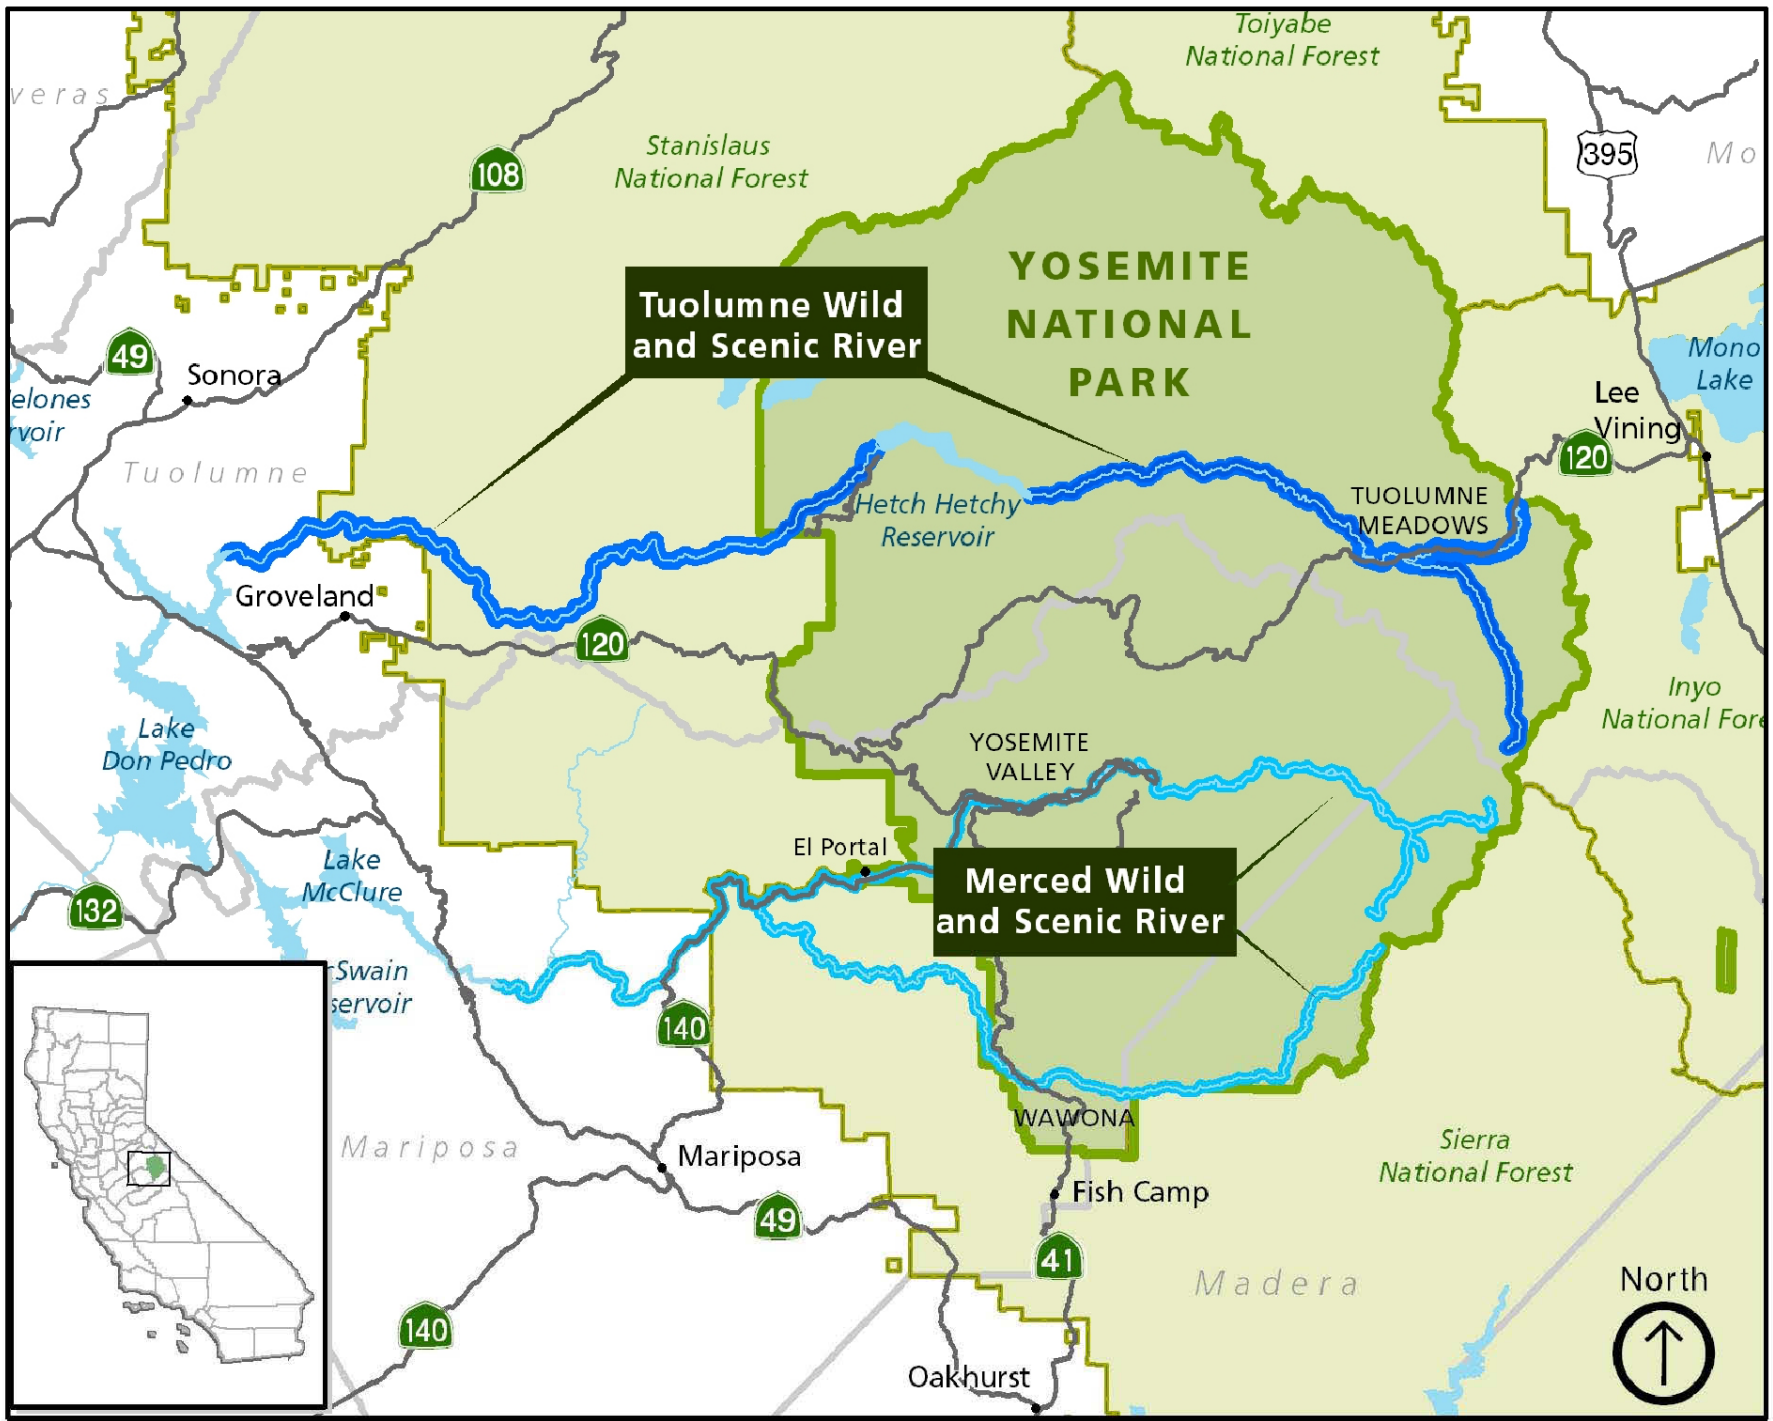 Toiyabe
National Forest
veras
395
Mo
Stanislaus
National Forest
108
YOSEMITE
NATIONAL
PARK
Tuolumne Wild
and Scenic River
49
Sonora
Mono
Lake
elones
rvoir
Lee
Vining
120
Tuolumne
Hetch Hetchy
Reservoir
TUOLUMNE
MEADOWS
Groveland
120
Inyo
National Fore
Lake
Don Pedro
YOSEMITE
VALLEY
El Portal
Lake
McClure
132
Merced Wild
and Scenic River
Swain
servoir
140
WAWONA
Mariposa
Mariposa
Sierra
National Forest
Fish Camp
49
41
Madera
North
140
Oakhurst